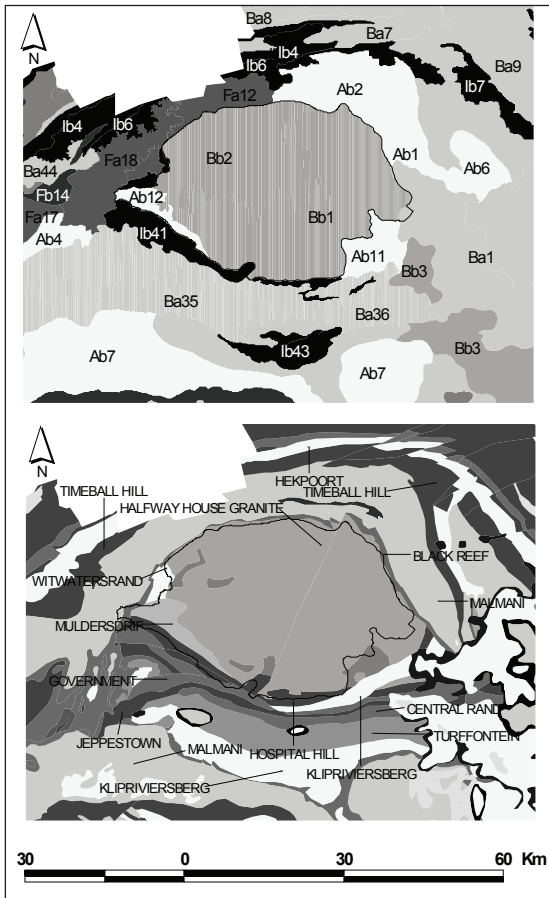 Ba8
Ba7
N
Ib4
Ib6
Ba9
Fa12
Ab2
Ib7
Ib4
Ib6
Fa18
Bb2
Ab1
Ab6
Ba44
Fb14
Ab12
Fa17
Bb1
Ab4
Ib41
Ab11
Ba1
Bb3
Ba35
Ba36
Ib43
Bb3
Ab7
Ab7
N
HEKPOORT
TIMEBALL HILL
TIMEBALL HILL
HALFWAY HOUSE GRANITE
BLACK REEF
WITWATERSRAND
MALMANI
MULDERSDRIF
GOVERNMENT
CENTRAL RAND
JEPPESTOWN
TURFFONTEIN
MALMANI
HOSPITAL HILL
KLIPRIVIERSBERG
KLIPRIVIERSBERG
30 0 30 60 Km